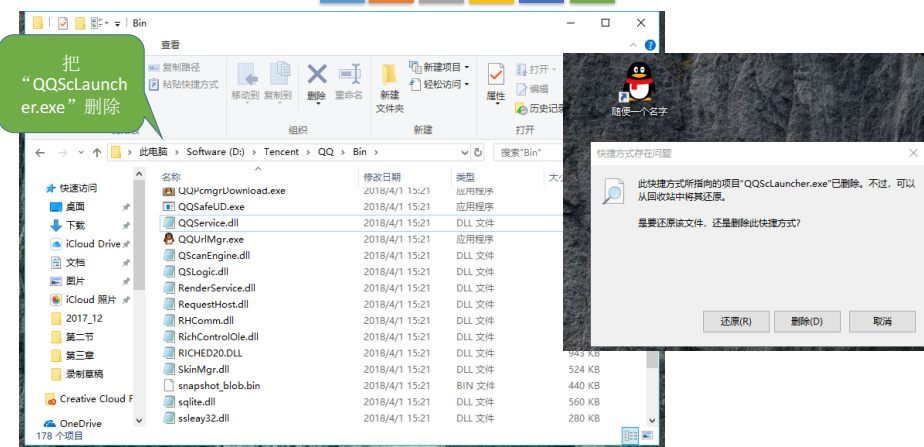 Bin
查看
把
“QQScLaunch
er.exe”删除
复制路径
粘贴快捷方式
移动到 复制到 删除 重命名
新建
文件夹
新建项目
轻松访问
属性
打开
编辑
历史记录
组织 新建 打开
此电脑 › Software (D:) › Tencent › QQ › Bin ›
搜索"Bin"
名称 修改日期 类型
快速访问
桌面
下载
iCloud Drive
文档
图片
iCloud 照片
2017_12
第二节
第三章
录制草稿
Creative Cloud F
OneDrive
QQPcmgrDownload.exe 2018/4/1 15:21 应用程序
QQSafeUD.exe 2018/4/1 15:21 应用程序
QQService.dll 2018/4/1 15:21 DLL 文件
QQUrlMgr.exe 2018/4/1 15:21 应用程序
QScanEngine.dll 2018/4/1 15:21 DLL 文件
QSLogic.dll 2018/4/1 15:21 DLL 文件
RenderService.dll 2018/4/1 15:21 DLL 文件
RequestHost.dll 2018/4/1 15:21 DLL 文件
RHComm.dll 2018/4/1 15:21 DLL 文件
RichControlOle.dll 2018/4/1 15:21 DLL 文件
RICHED20.DLL 2018/4/1 15:21 DLL 文件 943 KB
SkinMgr.dll 2018/4/1 15:21 DLL 文件 524 KB
snapshot_blob.bin 2018/4/1 15:21 BIN 文件 440 KB
sqlite.dll 2018/4/1 15:21 DLL 文件 560 KB
ssleay32.dll 2018/4/1 15:21 DLL 文件 280 KB
178 个项目
随便一个名字
快捷方式存在问题
此快捷方式所指向的项目"QQScLauncher.exe"已删除。不过，可以
从回收站中将其还原。
是要还原该文件，还是删除此快捷方式?
还原(R) 删除(D) 取消